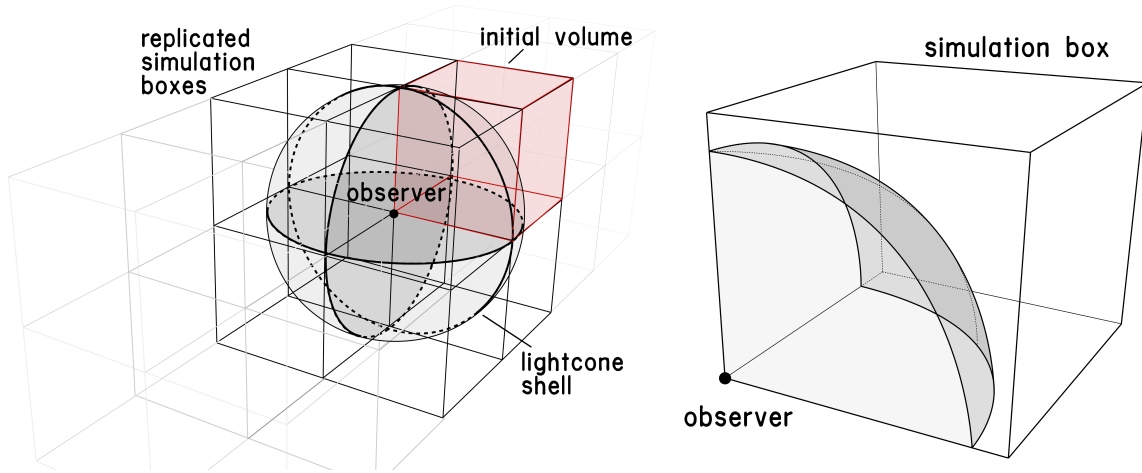 replicated
simulation
boxes
initial volume
observer
lightcone
shell
simulation box
observer